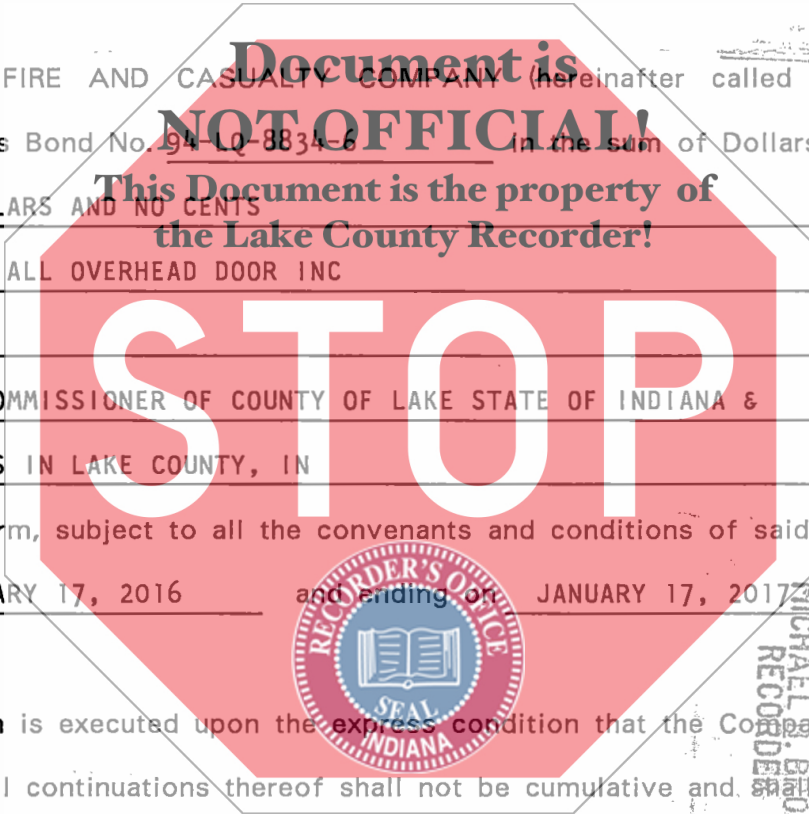 Document is
FIRE AND CASUALTY COMPANY (hereinafter called
NOT OFFICIAL!
Bond No. 94-LQ-8834-6 in the sum of Dollars
This Document is the property of
ARS AND NO CENTS
the Lake County Recorder!
ALL OVERHEAD DOOR INC
STOP
OMMISSIONER OF COUNTY OF LAKE STATE OF INDIANA &
S IN LAKE COUNTY, IN
rm, subject to all the convenants and conditions of said
ARY 17, 2016 and ending on JANUARY 17, 2017
RECORDER'S OFFICE
SEAL
INDIANA
MICHAEL B. BRO
RECORDER
is executed upon the express condition that the Compa
l continuations thereof shall not be cumulative and shall